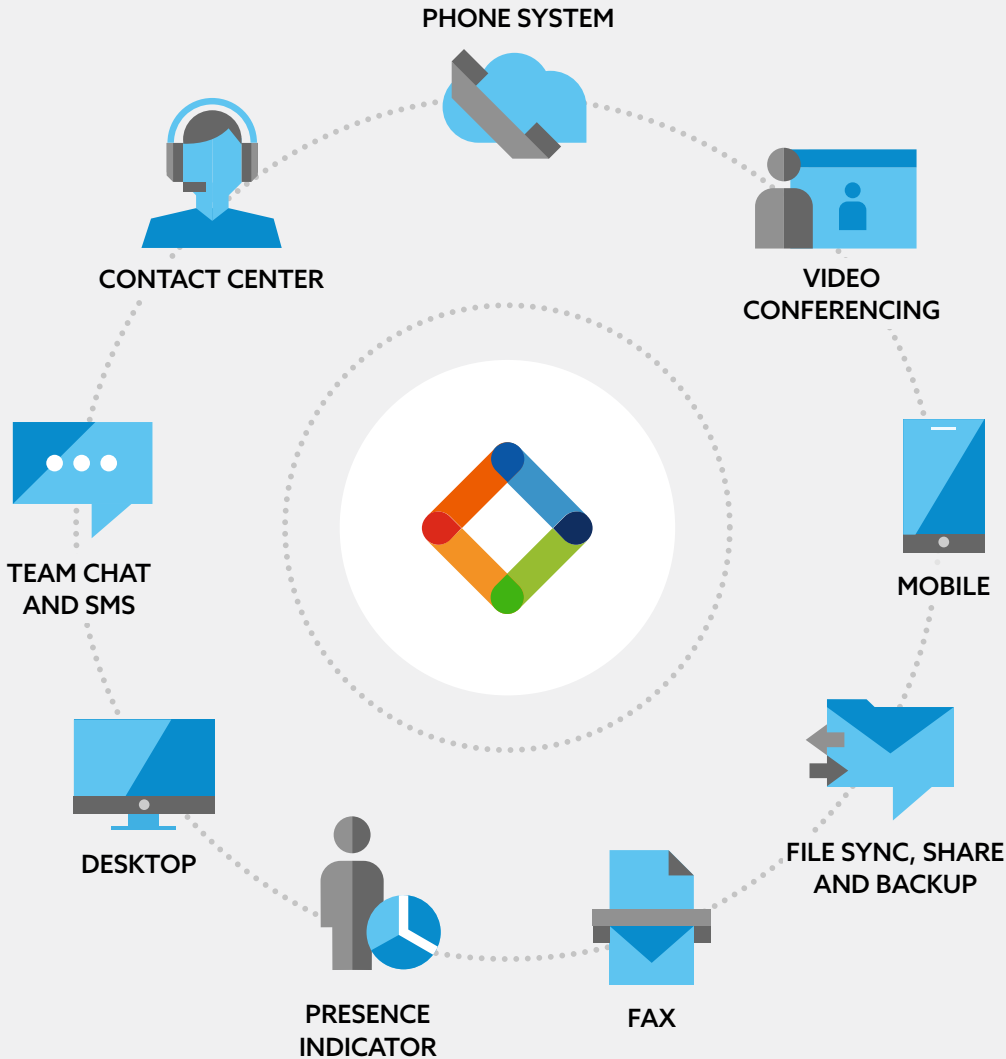 PHONE SYSTEM
CONTACT CENTER
VIDEO
CONFERENCING
TEAM CHAT
AND SMS
MOBILE
DESKTOP
FILE SYNC, SHARE
AND BACKUP
PRESENCE
INDICATOR
FAX